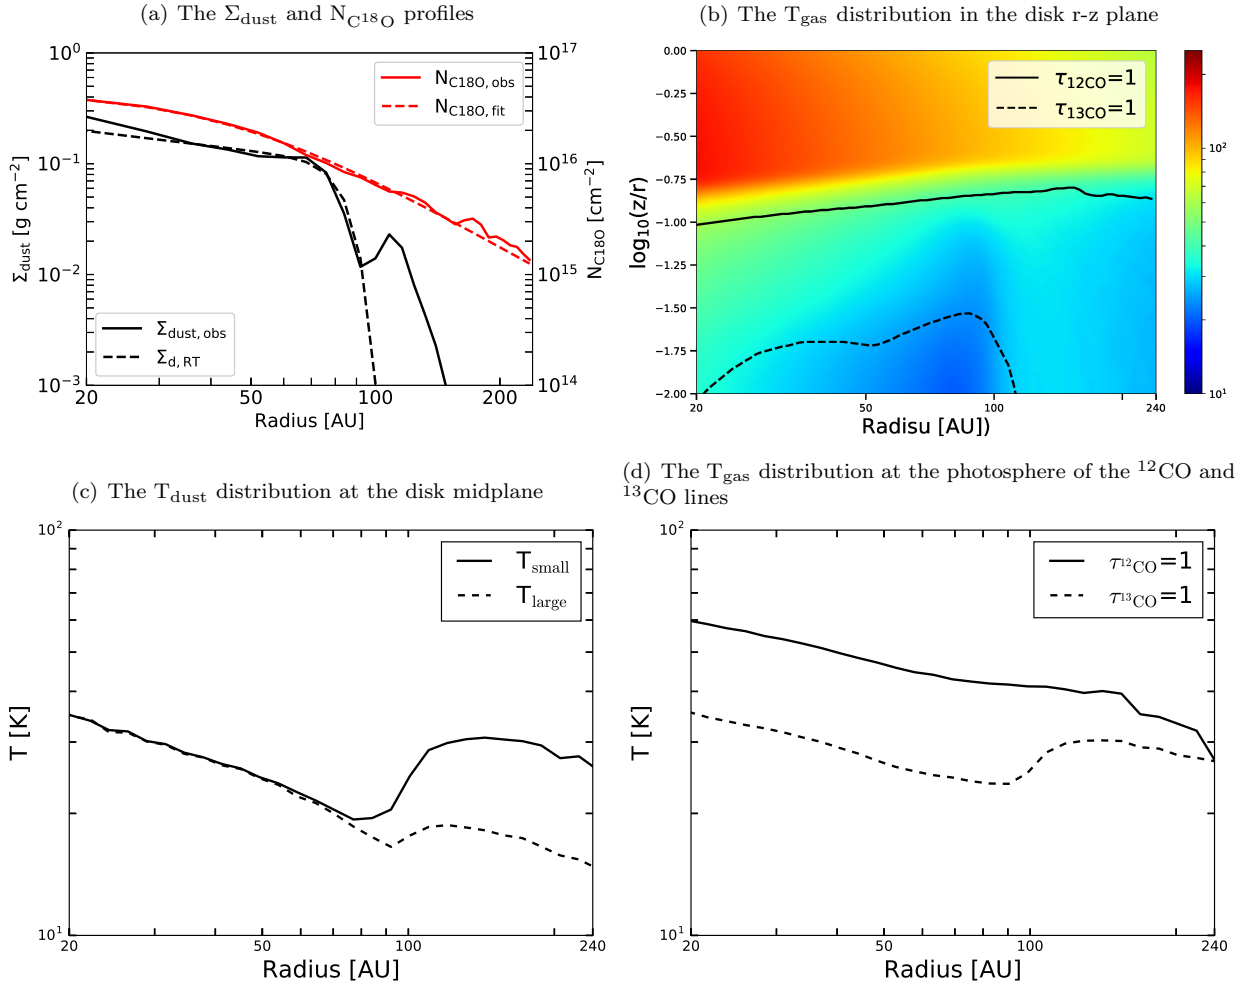 (a) The Σdust and NC18O profiles
10^0
10^-1
10^-2
10^-3
Σdust [g cm−2]
NC18O, obs
NC18O, fit
Σdust, obs
Σd, RT
10^17
10^16
10^15
10^14
NC18O [cm−2]
20 50 100 200
Radius [AU]
(b) The Tgas distribution in the disk r-z plane
0.00
−0.25
−0.50
−0.75
−1.00
−1.25
−1.50
−1.75
−2.00
log10(z/r)
τ12CO=1
τ13CO=1
20 50 100 240
Radisu [AU])
10^2
10^1
(c) The Tdust distribution at the disk midplane
10^2
10^1
T [K]
Tsmall
Tlarge
20 50 100 240
Radius [AU]
(d) The Tgas distribution at the photosphere of the 12CO and
13CO lines
10^2
10^1
T [K]
τ12CO=1
τ13CO=1
20 50 100 240
Radius [AU]